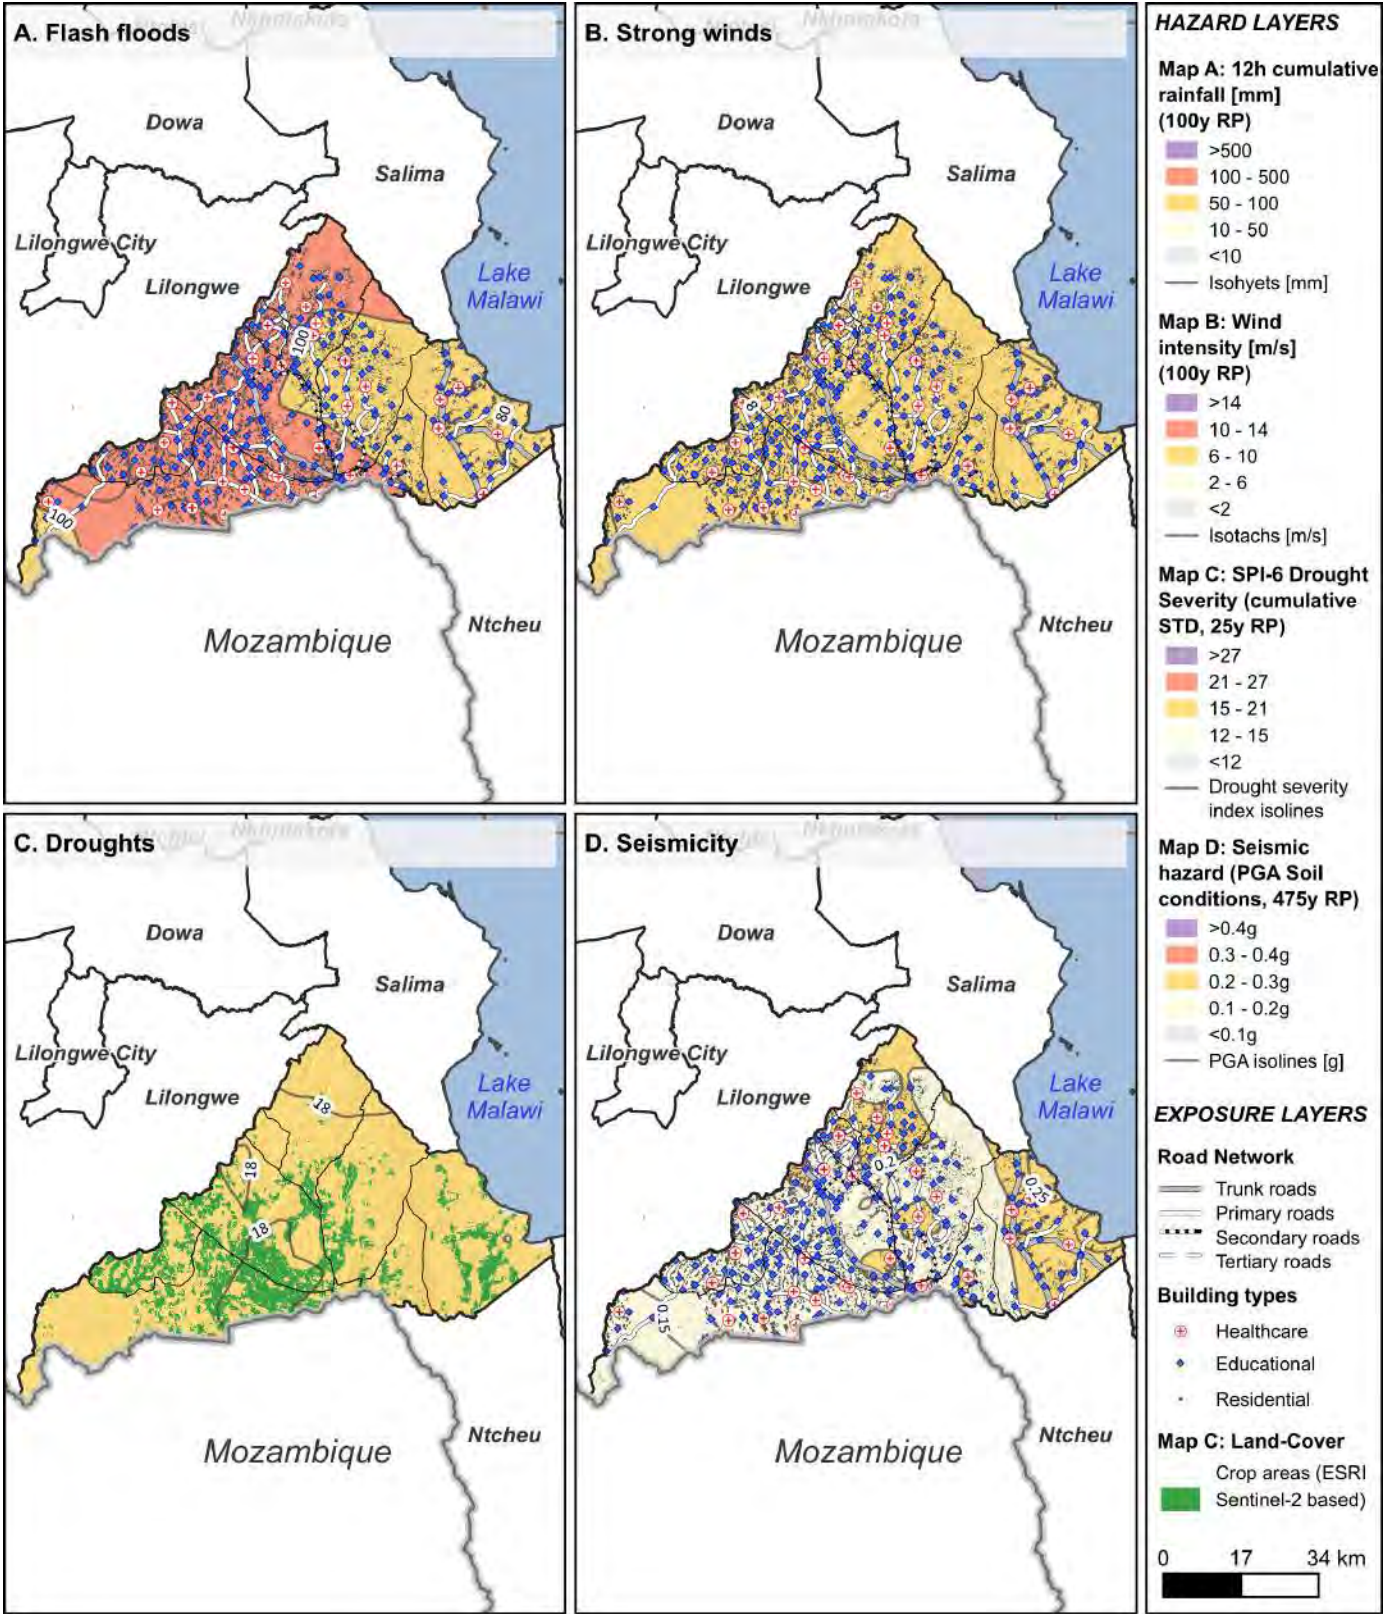 A. Flash floods
Nkhotakota
Dowa
Salima
Lilongwe City
Lilongwe
Lake
Malawi
100
80
100
Mozambique
Ntcheu
B. Strong winds
Nkhotakota
Dowa
Salima
Lilongwe City
Lilongwe
Lake
Malawi
8
Mozambique
Ntcheu
C. Droughts
Nkhotakota
Dowa
Salima
Lilongwe City
Lilongwe
Lake
Malawi
18
18
18
Mozambique
Ntcheu
D. Seismicity
Nkhotakota
Dowa
Salima
Lilongwe City
Lilongwe
Lake
Malawi
0.2
0.25
0.15
Mozambique
Ntcheu
HAZARD LAYERS
Map A: 12h cumulative
rainfall [mm]
(100y RP)
>500
100 - 500
50 - 100
10 - 50
<10
Isohyets [mm]
Map B: Wind
intensity [m/s]
(100y RP)
>14
10 - 14
6 - 10
2 - 6
<2
Isotachs [m/s]
Map C: SPI-6 Drought
Severity (cumulative
STD, 25y RP)
>27
21 - 27
15 - 21
12 - 15
<12
Drought severity
index isolines
Map D: Seismic
hazard (PGA Soil
conditions, 475y RP)
>0.4g
0.3 - 0.4g
0.2 - 0.3g
0.1 - 0.2g
<0.1g
PGA isolines [g]
EXPOSURE LAYERS
Road Network
Trunk roads
Primary roads
Secondary roads
Tertiary roads
Building types
Healthcare
Educational
Residential
Map C: Land-Cover
Crop areas (ESRI
Sentinel-2 based)
0 17 34 km